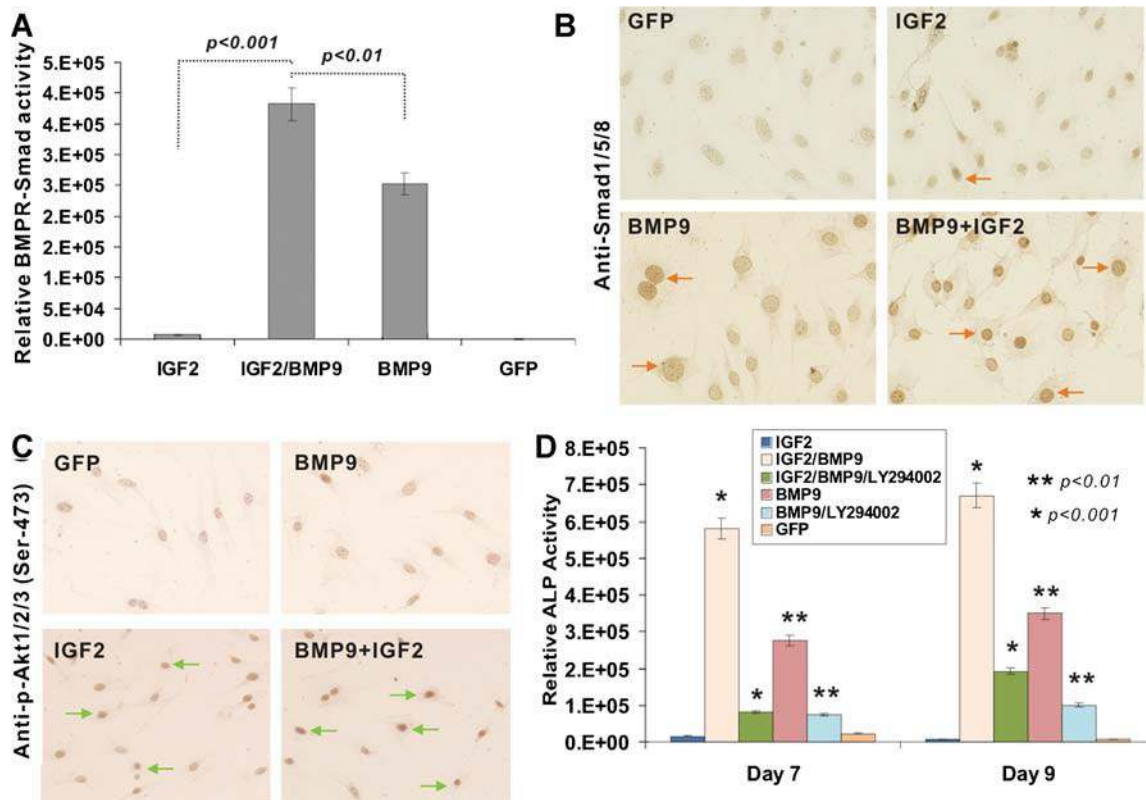 A
Relative BMPR-Smad activity
p<0.001
p<0.01
5.E+05
4.E+05
4.E+05
3.E+05
3.E+05
2.E+05
2.E+05
1.E+05
5.E+04
0.E+00
IGF2
IGF2/BMP9
BMP9
GFP
B
Anti-Smad1/5/8
GFP
IGF2
BMP9
BMP9+IGF2
C
Anti-p-Akt1/2/3 (Ser-473)
GFP
BMP9
IGF2
BMP9+IGF2
D
Relative ALP Activity
8.E+05
7.E+05
6.E+05
5.E+05
4.E+05
3.E+05
2.E+05
1.E+05
0.E+00
IGF2
IGF2/BMP9
IGF2/BMP9/LY294002
BMP9
BMP9/LY294002
GFP
** p<0.01
* p<0.001
*
*
**
**
*
*
**
**
Day 7
Day 9